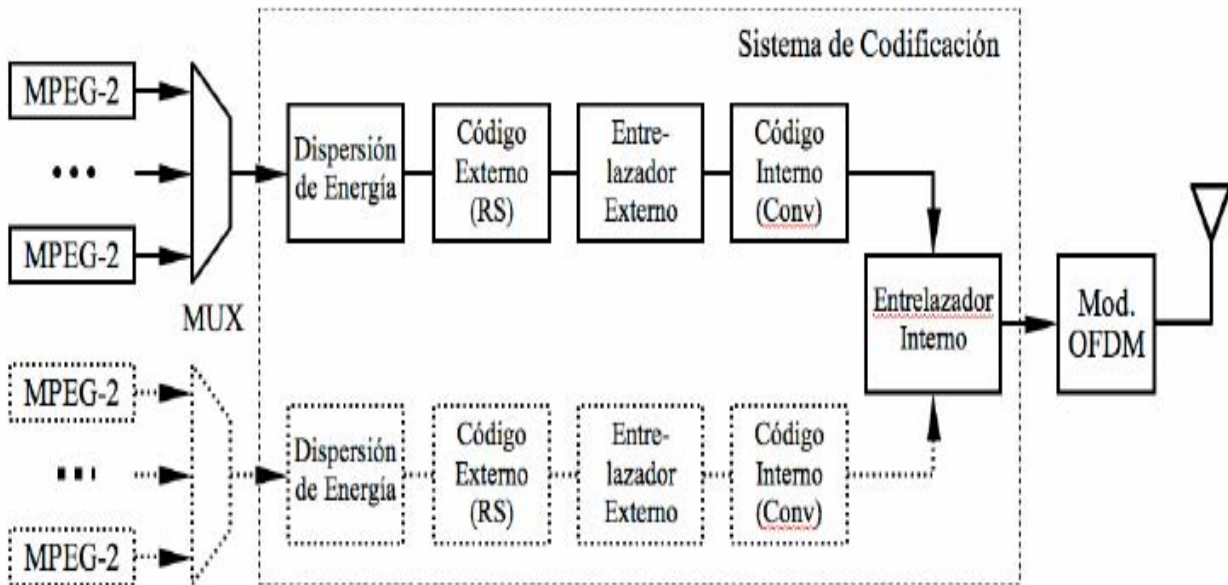 Sistema de Codificación
MPEG-2
...
MPEG-2
MUX
Dispersión
de Energía
Código
Externo
(RS)
Entre-
lazador
Externo
Código
Interno
(Conv)
Entrelazador
Interno
Mod.
OFDM
MPEG-2
...
MPEG-2
Dispersión
de Energía
Código
Externo
(RS)
Entre-
lazador
Externo
Código
Interno
(Conv)